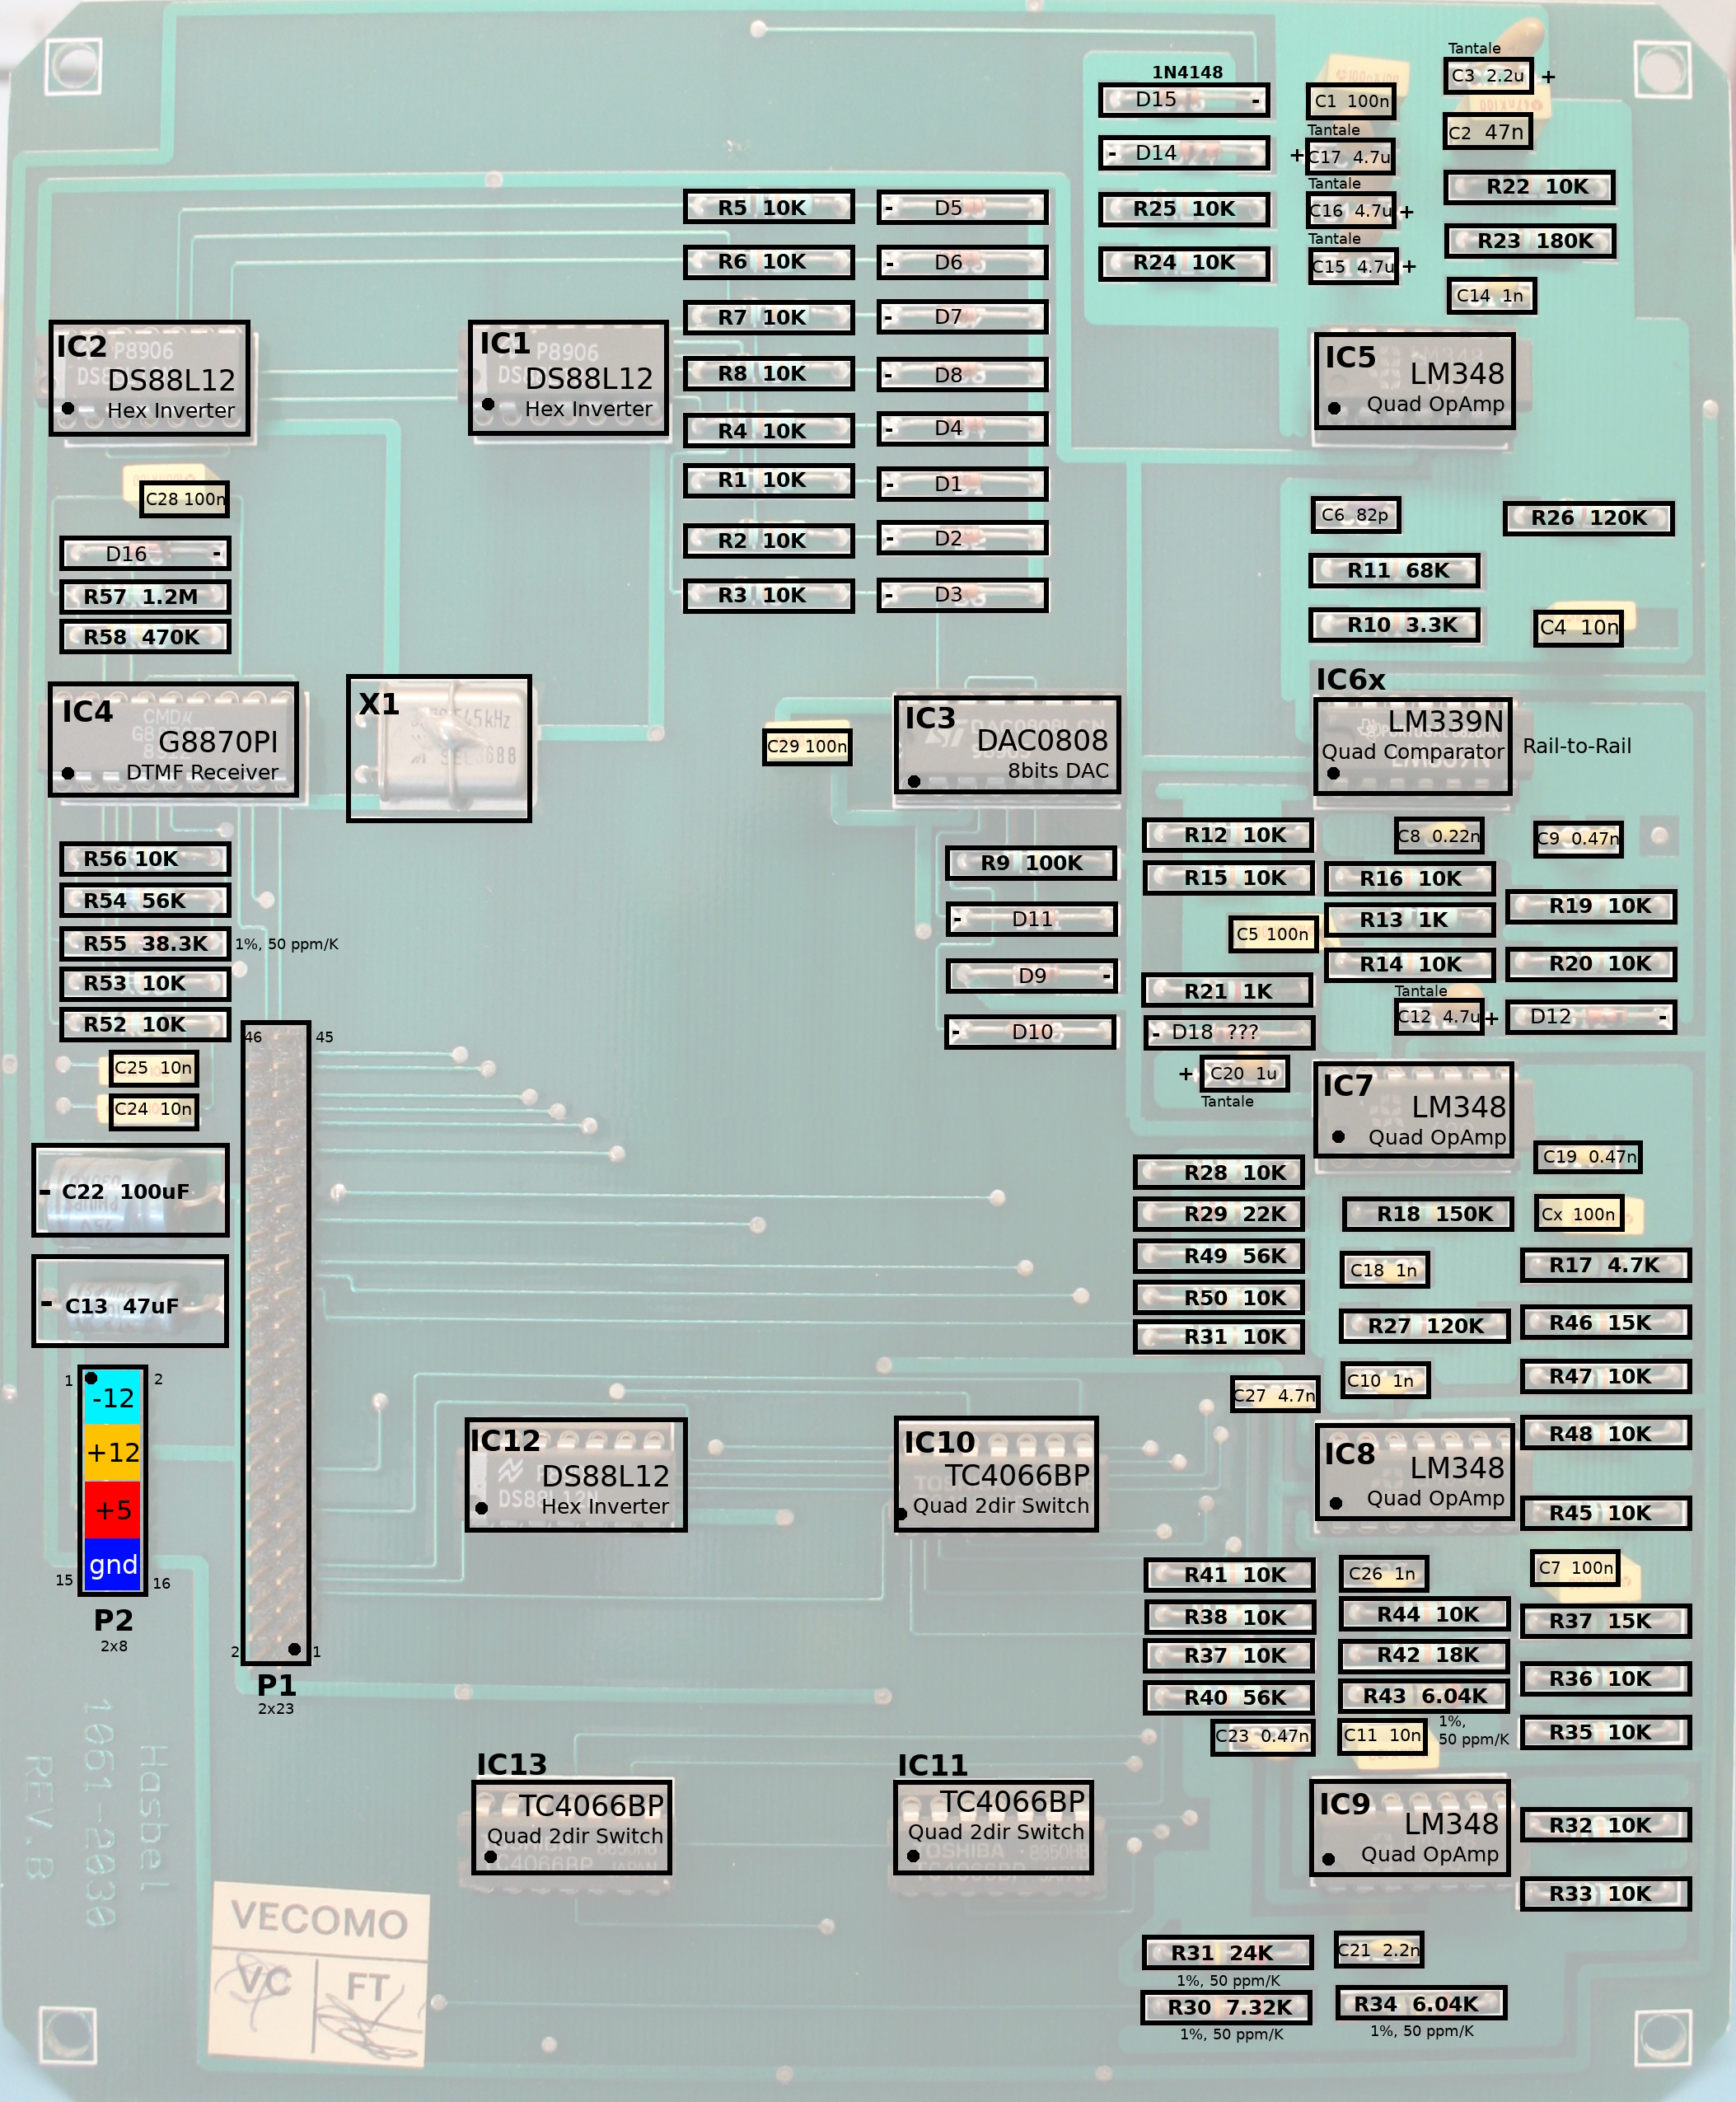 Tantale
C3 2.2u +
1N4148
D15 -
C1 100n
C2 47n
Tantale
- D14
+ C17 4.7u
Tantale
R22 10K
R5 10K
- D5
R25 10K
C16 4.7u +
Tantale
R23 180K
R6 10K
- D6
R24 10K
C15 4.7u +
C14 1n
R7 10K
- D7
IC2
P8906
DS88L12
Hex Inverter
IC1
P8906
DS88L12
Hex Inverter
R8 10K
- D8
IC5
LM348
Quad OpAmp
R4 10K
- D4
R1 10K
- D1
C28 100n
C6 82p
R26 120K
R2 10K
- D2
D16 -
R11 68K
R57 1.2M
R3 10K
- D3
R58 470K
R10 3.3K
C4 10n
IC4
G8870PI
DTMF Receiver
X1
C29 100n
IC3
DAC0808
8bits DAC
IC6x
LM339N
Quad Comparator
Rail-to-Rail
R12 10K
C8 0.22n
C9 0.47n
R56 10K
R9 100K
R15 10K
R16 10K
R54 56K
- D11
R13 1K
R19 10K
R55 38.3K
1%, 50 ppm/K
C5 100n
R14 10K
R20 10K
R53 10K
D9 -
R21 1K
Tantale
C12 4.7u +
D12 -
R52 10K
- D10
- D18 ???
46
45
C25 10n
+ C20 1u
Tantale
IC7
LM348
Quad OpAmp
C24 10n
C19 0.47n
R28 10K
- C22 100uF
R29 22K
R18 150K
Cx 100n
R49 56K
C18 1n
R17 4.7K
- C13 47uF
R50 10K
R31 10K
R27 120K
R46 15K
1
2
-12
+12
+5
gnd
15
16
P2
2x8
C27 4.7n
C10 1n
R47 10K
IC12
DS88L12
Hex Inverter
IC10
TC4066BP
Quad 2dir Switch
IC8
LM348
Quad OpAmp
R48 10K
R45 10K
R41 10K
C26 1n
C7 100n
R38 10K
R44 10K
R37 15K
2
1
P1
2x23
R37 10K
R42 18K
R36 10K
R40 56K
R43 6.04K
1%,
50 ppm/K
C23 0.47n
C11 10n
R35 10K
Hasbel
1061-2030
REV.B
IC13
TC4066BP
Quad 2dir Switch
IC11
TC4066BP
Quad 2dir Switch
TOSHIBA
IC9
LM348
Quad OpAmp
R32 10K
R33 10K
VECOMO
VC
FT
R31 24K
1%, 50 ppm/K
C21 2.2n
R30 7.32K
1%, 50 ppm/K
R34 6.04K
1%, 50 ppm/K